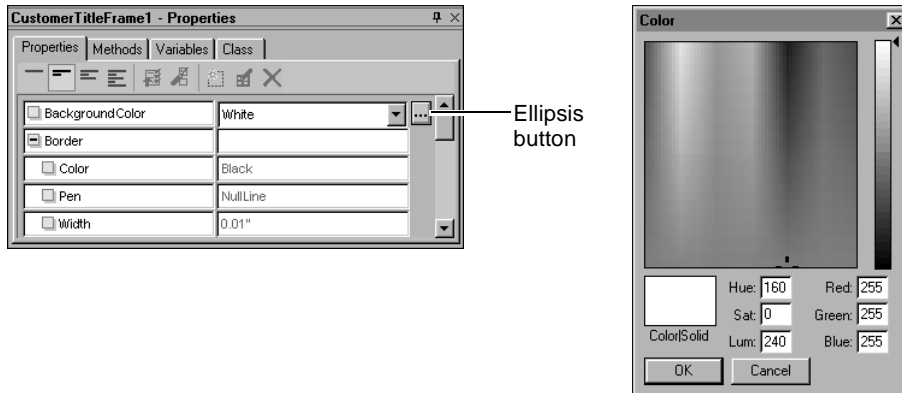 CustomerTitleFrame1 - Properties
Properties Methods Variables Class
BackgroundColor White ...
Border
Color Black
Pen NullLine
Width 0.01"
Ellipsis
button
Color
Hue: 160 Red: 255
Sat: 0 Green: 255
Color|Solid Lum: 240 Blue: 255
OK Cancel